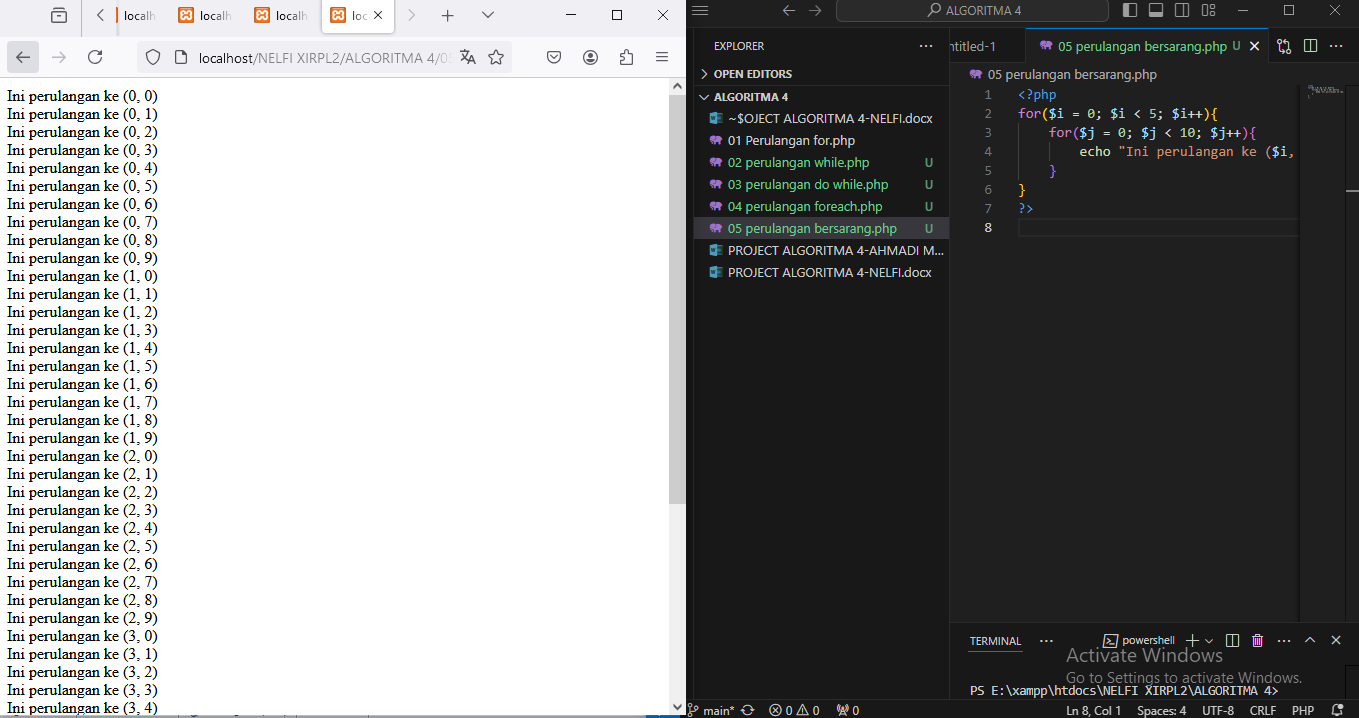 localh
localh
localh
loc
localhost/NELFI XIRPL2/ALGORITMA 4/05
Ini perulangan ke (0, 0)
Ini perulangan ke (0, 1)
Ini perulangan ke (0, 2)
Ini perulangan ke (0, 3)
Ini perulangan ke (0, 4)
Ini perulangan ke (0, 5)
Ini perulangan ke (0, 6)
Ini perulangan ke (0, 7)
Ini perulangan ke (0, 8)
Ini perulangan ke (0, 9)
Ini perulangan ke (1, 0)
Ini perulangan ke (1, 1)
Ini perulangan ke (1, 2)
Ini perulangan ke (1, 3)
Ini perulangan ke (1, 4)
Ini perulangan ke (1, 5)
Ini perulangan ke (1, 6)
Ini perulangan ke (1, 7)
Ini perulangan ke (1, 8)
Ini perulangan ke (1, 9)
Ini perulangan ke (2, 0)
Ini perulangan ke (2, 1)
Ini perulangan ke (2, 2)
Ini perulangan ke (2, 3)
Ini perulangan ke (2, 4)
Ini perulangan ke (2, 5)
Ini perulangan ke (2, 6)
Ini perulangan ke (2, 7)
Ini perulangan ke (2, 8)
Ini perulangan ke (2, 9)
Ini perulangan ke (3, 0)
Ini perulangan ke (3, 1)
Ini perulangan ke (3, 2)
Ini perulangan ke (3, 3)
Ini perulangan ke (3, 4)
ALGORITMA 4
EXPLORER
OPEN EDITORS
ALGORITMA 4
~$OJECT ALGORITMA 4-NELFI.docx
01 Perulangan for.php
02 perulangan while.php U
03 perulangan do while.php U
04 perulangan foreach.php U
05 perulangan bersarang.php U
PROJECT ALGORITMA 4-AHMADI M...
PROJECT ALGORITMA 4-NELFI.docx
ntitled-1
05 perulangan bersarang.php U
05 perulangan bersarang.php
1 <?php
2 for($i = 0; $i < 5; $i++){
3 for($j = 0; $j < 10; $j++){
4 echo "Ini perulangan ke ($i,
5 }
6 }
7 ?>
8
TERMINAL
powershell
Activate Windows
Go to Settings to activate Windows.
PS E:\xampp\htdocs\NELFI XIRPL2\ALGORITMA 4>
main* 0 0 0
Ln 8, Col 1 Spaces: 4 UTF-8 CRLF PHP